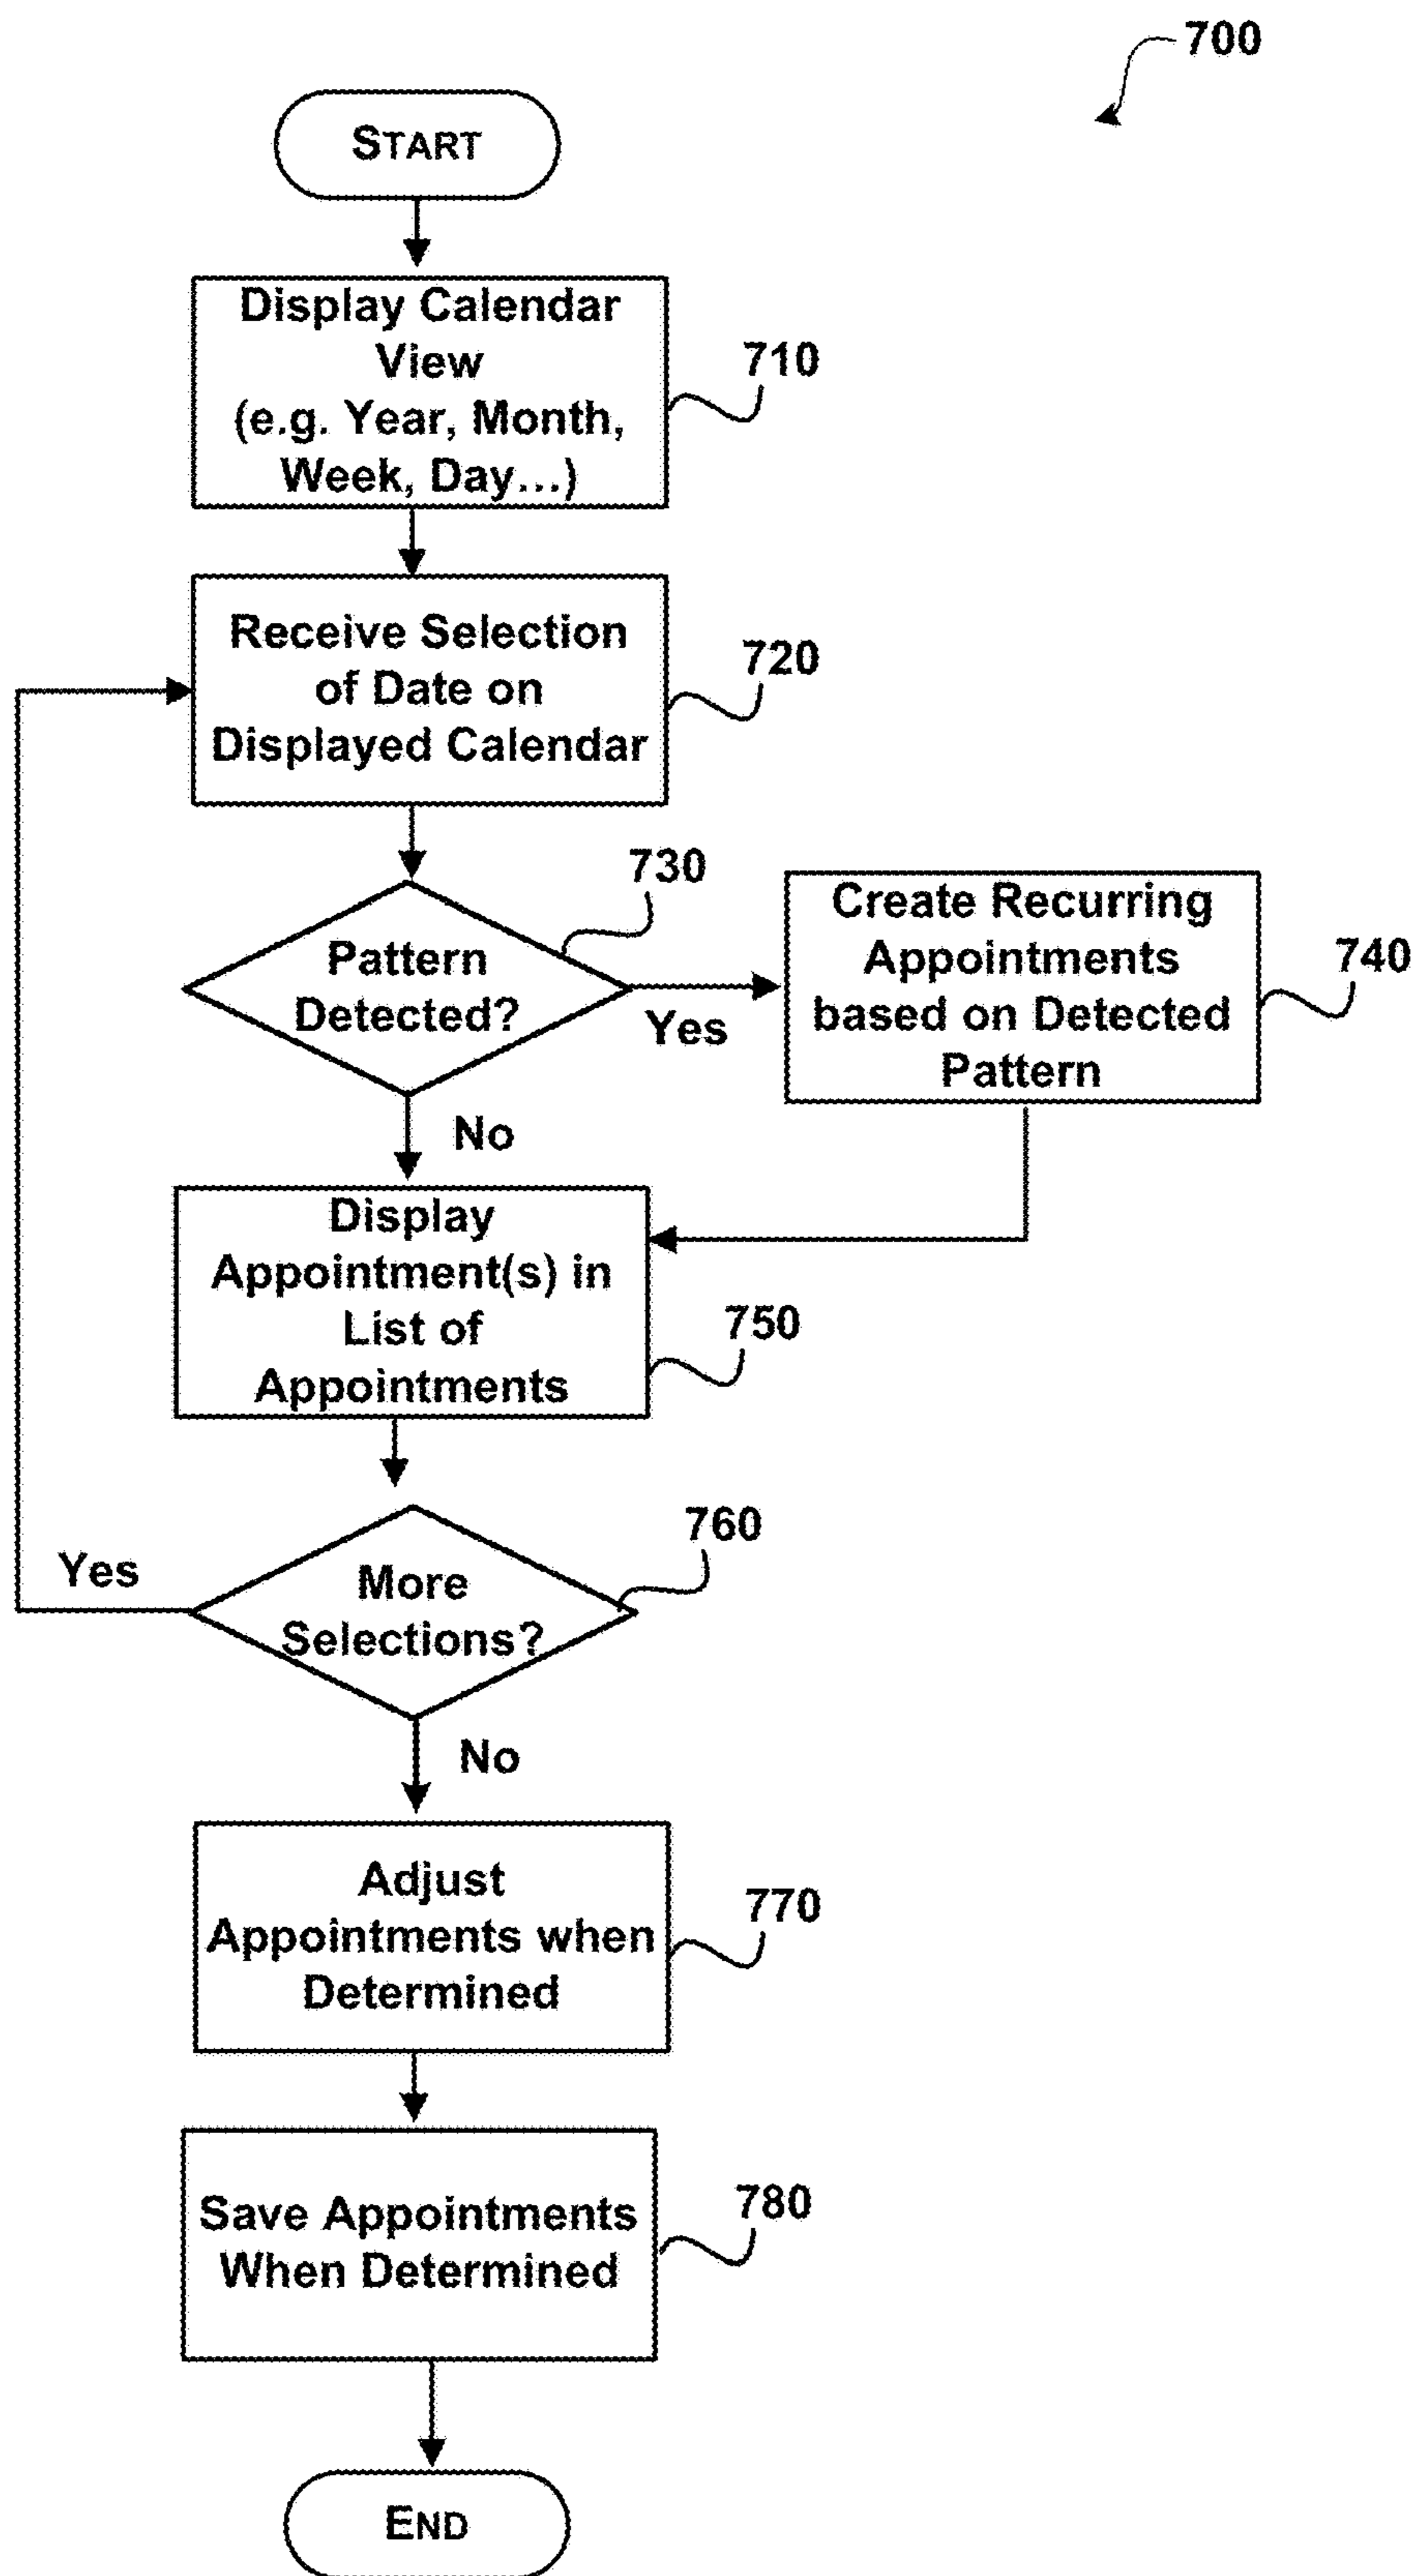 700
START
Display Calendar
View
(e.g. Year, Month,
Week, Day...)
710
Receive Selection
of Date on
Displayed Calendar
720
730
Pattern
Detected?
Yes
Create Recurring
Appointments
based on Detected
Pattern
740
No
Display
Appointment(s) in
List of
Appointments
750
760
Yes
More
Selections?
No
Adjust
Appointments when
Determined
770
Save Appointments
When Determined
780
END